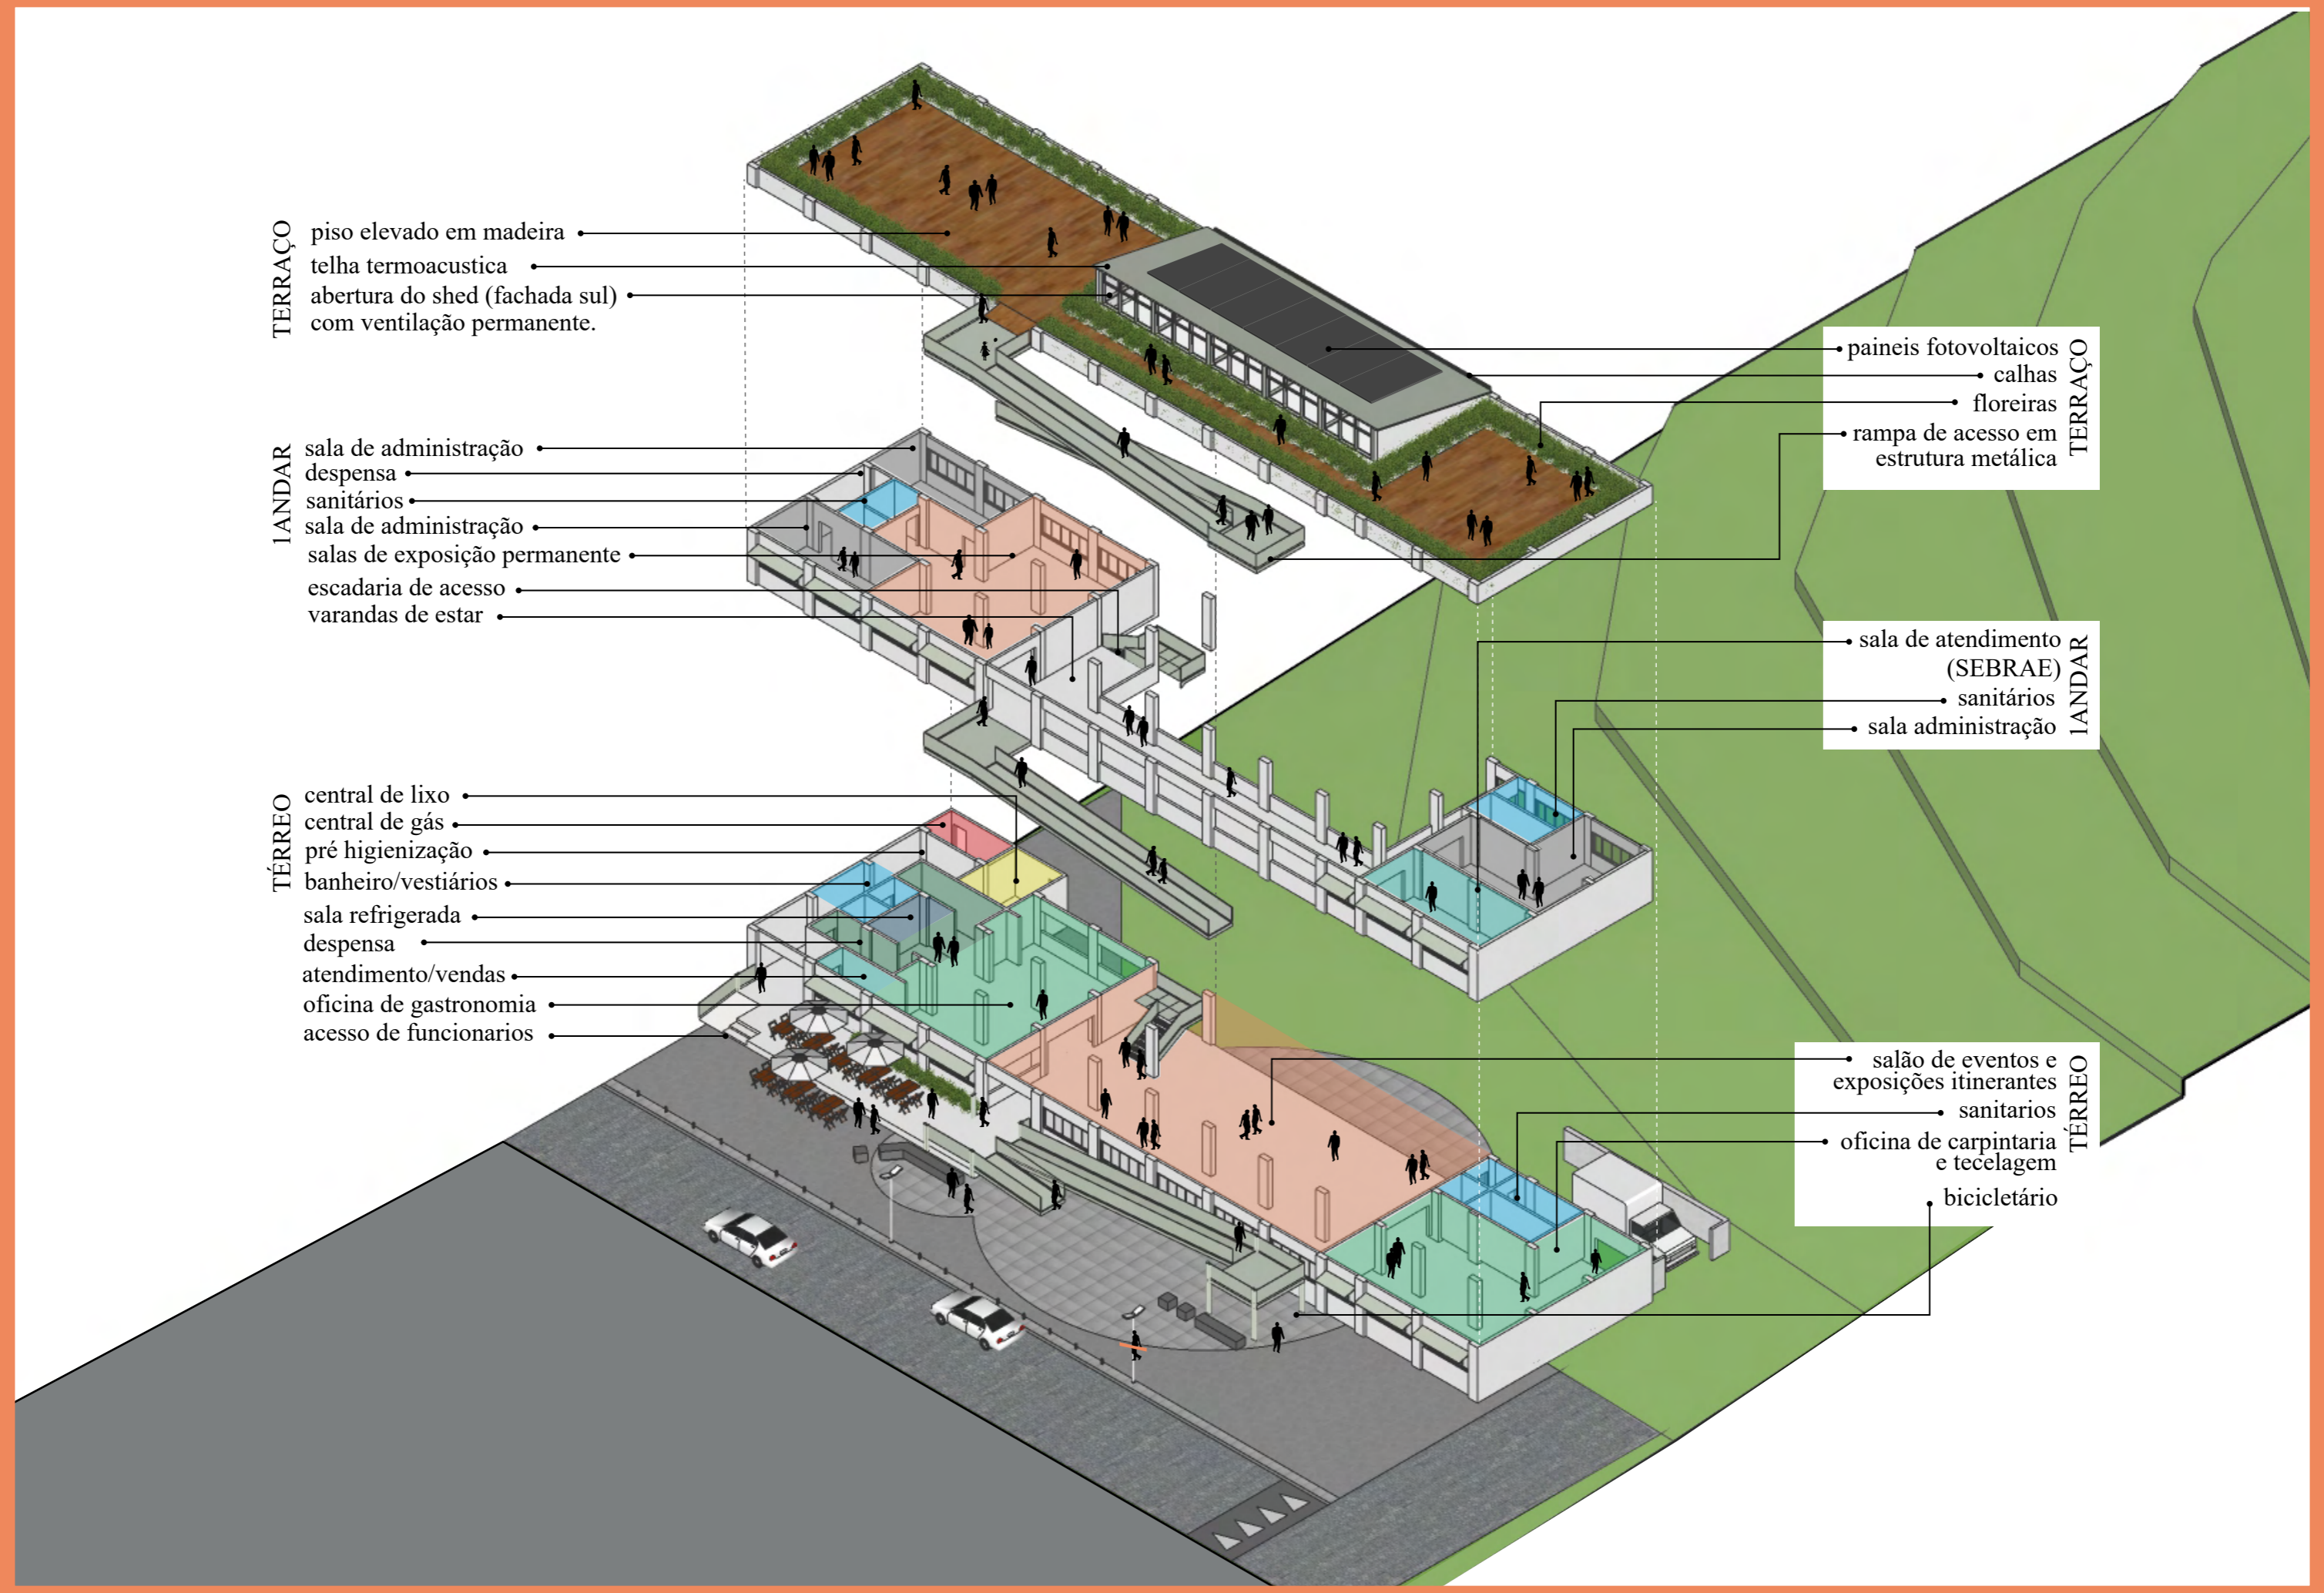 TERRAÇO
piso elevado em madeira
telha termoacustica
abertura do shed (fachada sul)
com ventilação permanente.
1ANDAR
sala de administração
despensa
sanitários
sala de administração
salas de exposição permanente
escadaria de acesso
varandas de estar
TÉRREO
central de lixo
central de gás
pré higienização
banheiro/vestiários
sala refrigerada
despensa
atendimento/vendas
oficina de gastronomia
acesso de funcionarios
TERRAÇO
paineis fotovoltaicos
calhas
floreiras
rampa de acesso em
estrutura metálica
1ANDAR
sala de atendimento
(SEBRAE)
sanitários
sala administração
TÉRREO
salão de eventos e
exposições itinerantes
sanitarios
oficina de carpintaria
e tecelagem
bicicletário